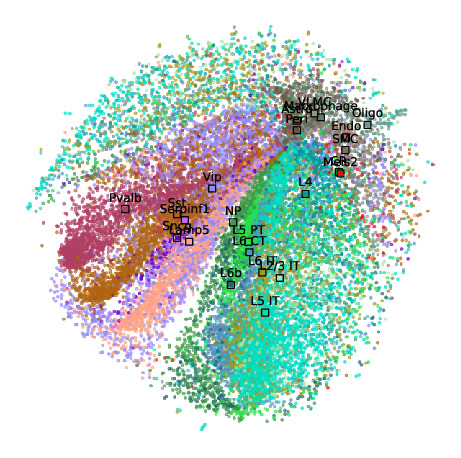 VLMC
Macrophage
Astro
Oligo
Peri
Endo
SMC
Meis2
L4
Vip
Pvalb
Sst
Serpinf1
NP
Sncg
Lamp5
L5 PT
L6 CT
L6 IT
L2/3 IT
L6b
L5 IT